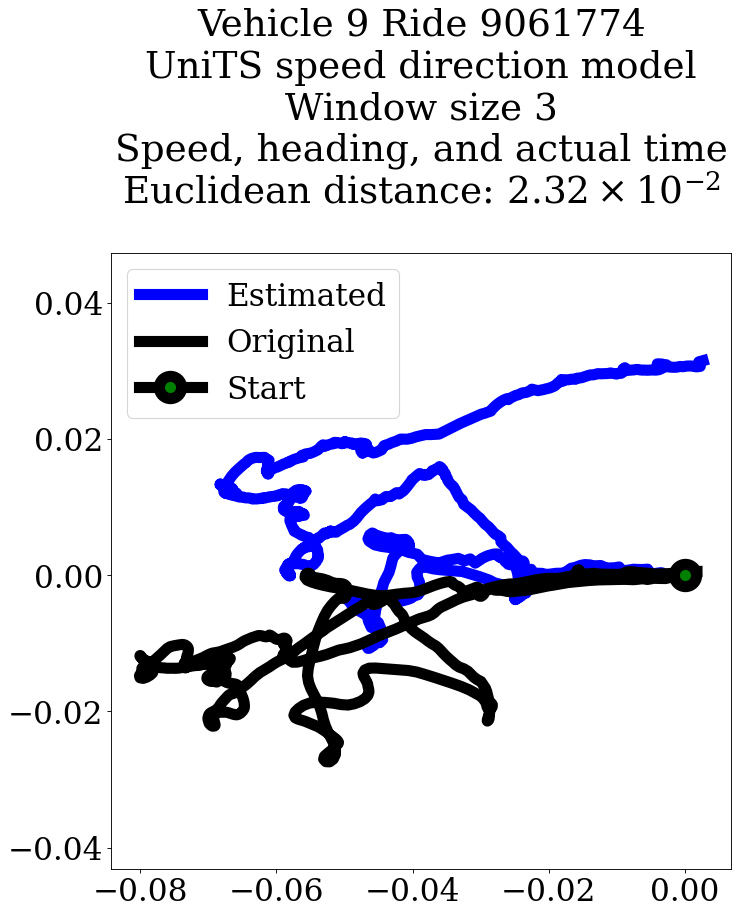 Vehicle 9 Ride 9061774
UniTS speed direction model
Window size 3
Speed, heading, and actual time
Euclidean distance: 2.32 × 10⁻²
Estimated
Original
Start
0.04
0.02
0.00
−0.02
−0.04
−0.08 −0.06 −0.04 −0.02 0.00